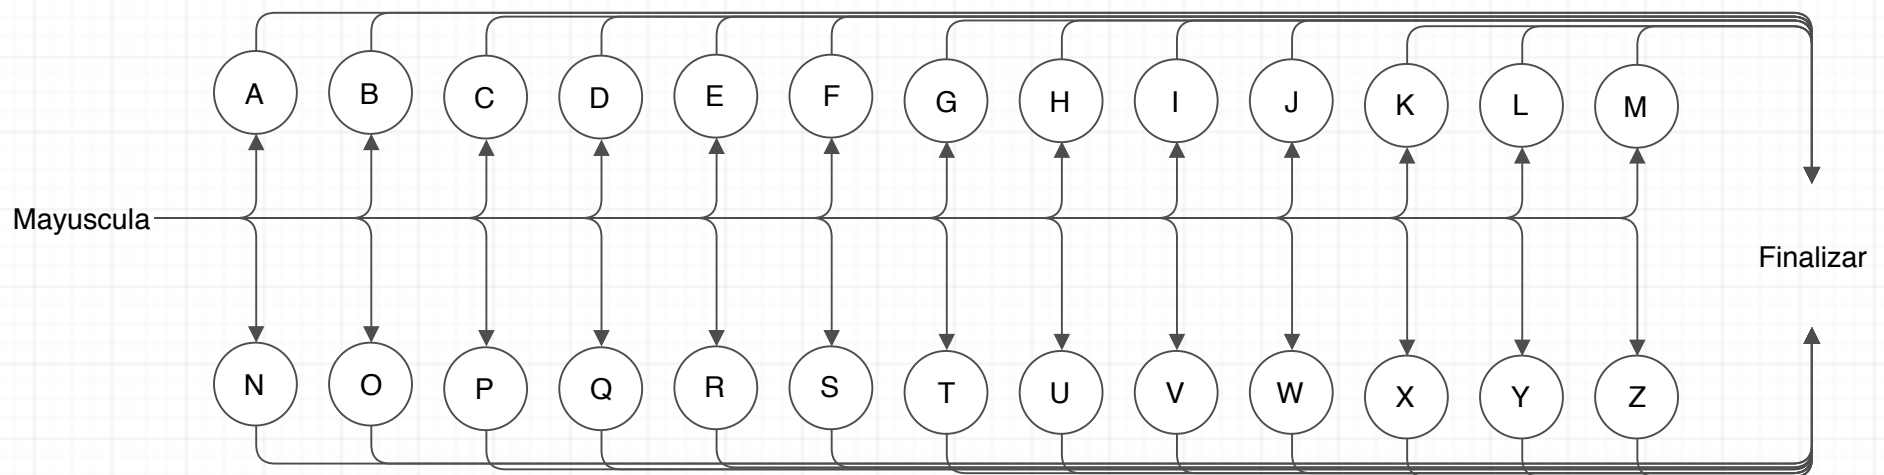 A B C D E F G H I J K L M
Mayuscula
Finalizar
N O P Q R S T U V W X Y Z